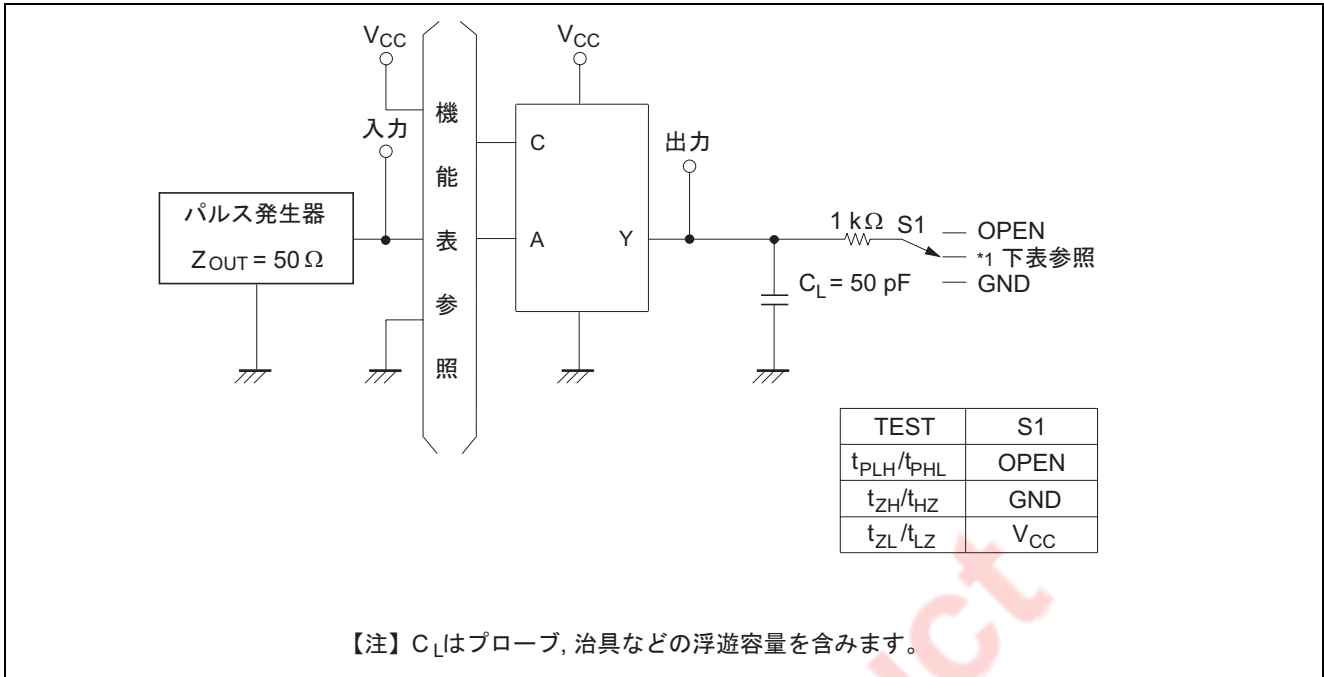 VCC
VCC
入力
機能表参照
C
A
Y
出力
パルス発生器
ZOUT = 50 Ω
1 kΩ
S1
OPEN
*1 下表参照
GND
CL = 50 pF
TEST S1
tPLH/tPHL OPEN
tZH/tHZ GND
tZL/tLZ VCC
【注】CLはプローブ, 治具などの浮遊容量を含みます。